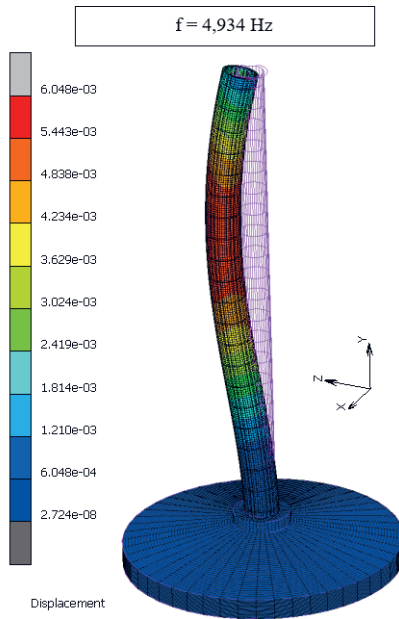 f = 4,934 Hz
6.048e-03
5.443e-03
4.838e-03
4.234e-03
3.629e-03
3.024e-03
2.419e-03
1.814e-03
1.210e-03
6.048e-04
2.724e-08
Y
Z
X
Displacement